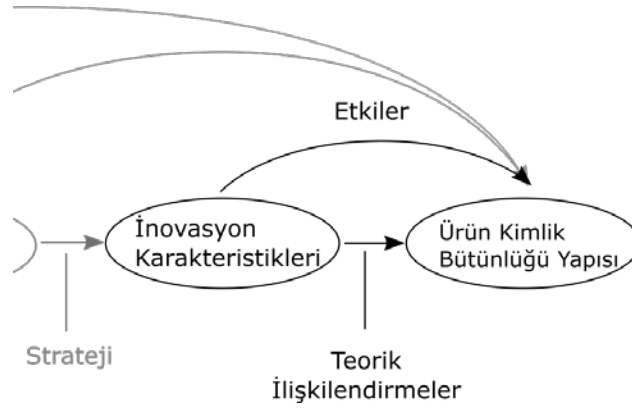 Etkiler
İnovasyon
Karakteristikleri
Ürün Kimlik
Bütünlüğü Yapısı
Strateji
Teorik
İlişkilendirmeler